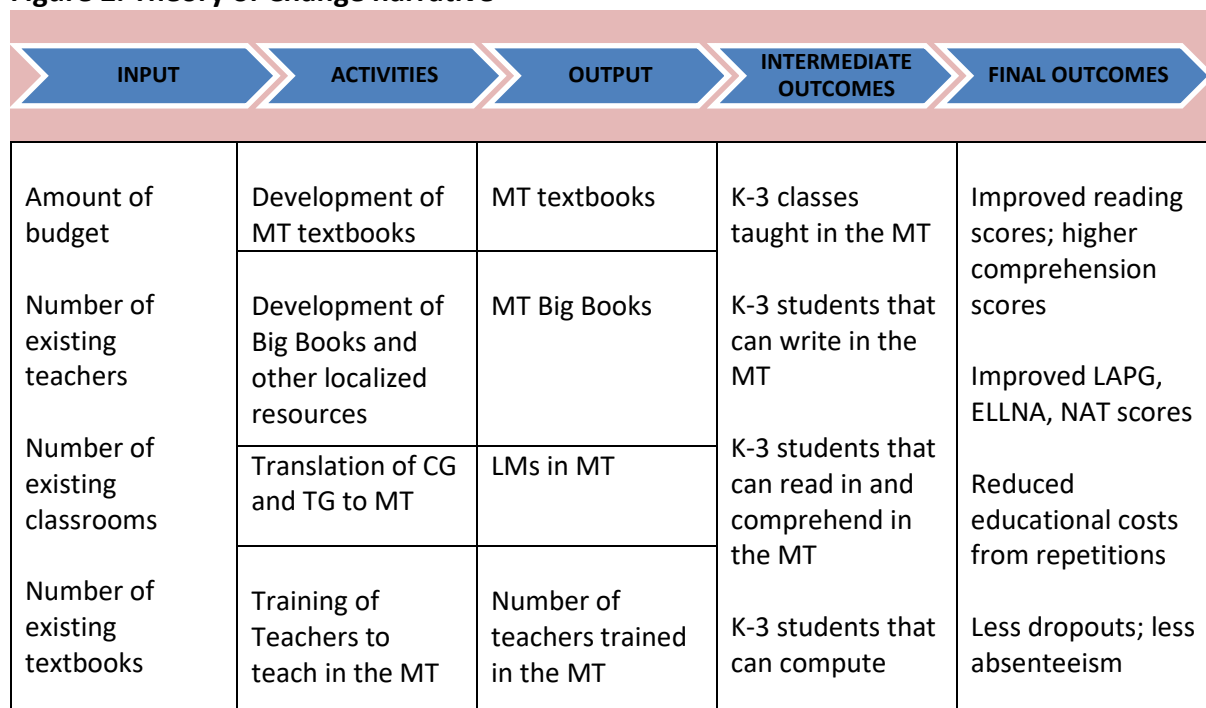 Figure 2: Theory of Change narrative
INPUT
ACTIVITIES
OUTPUT
INTERMEDIATE
OUTCOMES
FINAL OUTCOMES
Amount of
budget
Number of
existing
teachers
Number of
existing
classrooms
Number of
existing
textbooks
Development of
MT textbooks
Development of
Big Books and
other localized
resources
Translation of CG
and TG to MT
Training of
Teachers to
teach in the MT
MT textbooks
MT Big Books
LMs in MT
Number of
teachers trained
in the MT
K-3 classes
taught in the MT
K-3 students that
can write in the
MT
K-3 students that
can read in and
comprehend in
the MT
K-3 students that
can compute
Improved reading
scores; higher
comprehension
scores
Improved LAPG,
ELLNA, NAT scores
Reduced
educational costs
from repetitions
Less dropouts; less
absenteeism